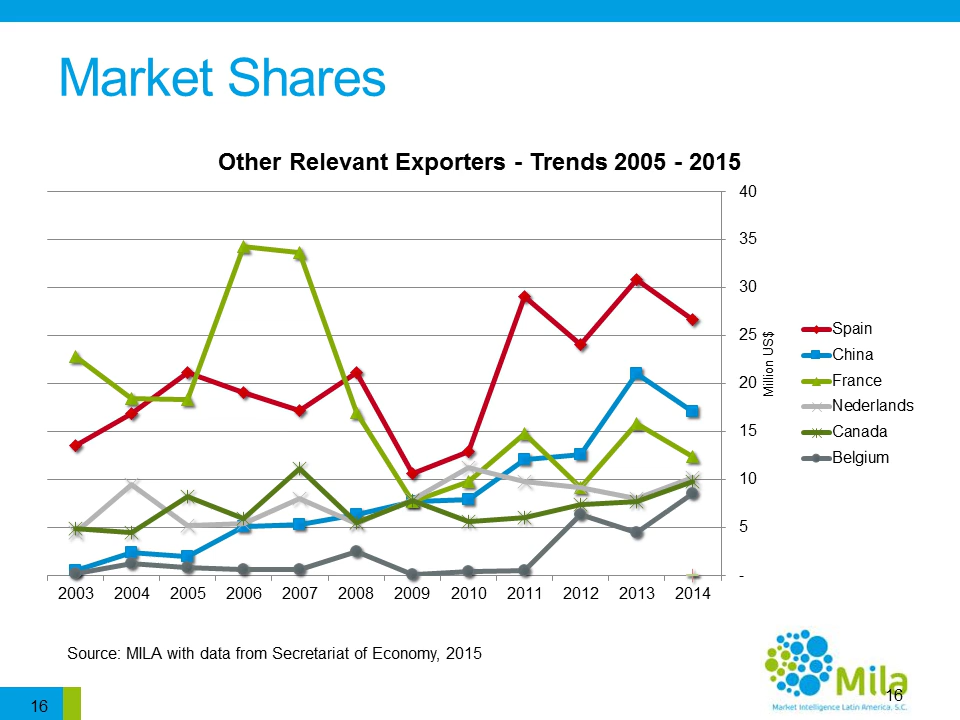 Market Shares
Other Relevant Exporters - Trends 2005 - 2015
40
35
30
25
20
15
10
5
-
Million US$
2003 2004 2005 2006 2007 2008 2009 2010 2011 2012 2013 2014
Spain
China
France
Nederlands
Canada
Belgium
Source: MILA with data from Secretariat of Economy, 2015
Mila
Market Intelligence Latin America, S.C.
16
16